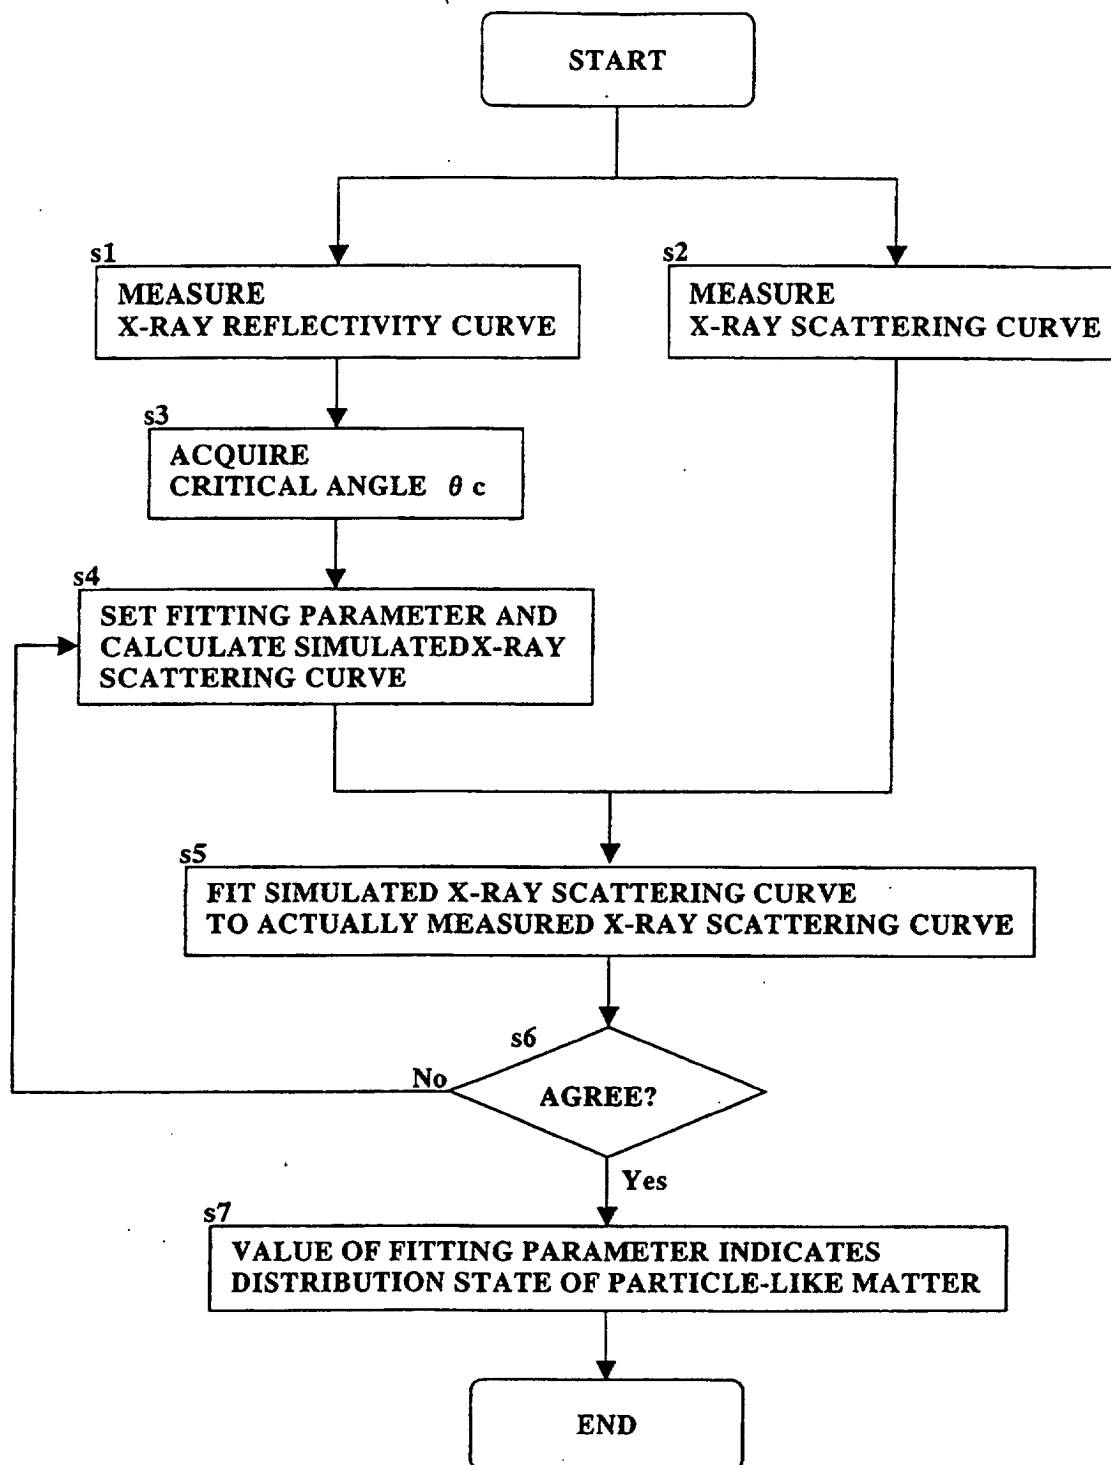 START
s1
MEASURE
X-RAY REFLECTIVITY CURVE
s2
MEASURE
X-RAY SCATTERING CURVE
s3
ACQUIRE
CRITICAL ANGLE θ c
s4
SET FITTING PARAMETER AND
CALCULATE SIMULATEDX-RAY
SCATTERING CURVE
s5
FIT SIMULATED X-RAY SCATTERING CURVE
TO ACTUALLY MEASURED X-RAY SCATTERING CURVE
s6
No
AGREE?
Yes
s7
VALUE OF FITTING PARAMETER INDICATES
DISTRIBUTION STATE OF PARTICLE-LIKE MATTER
END